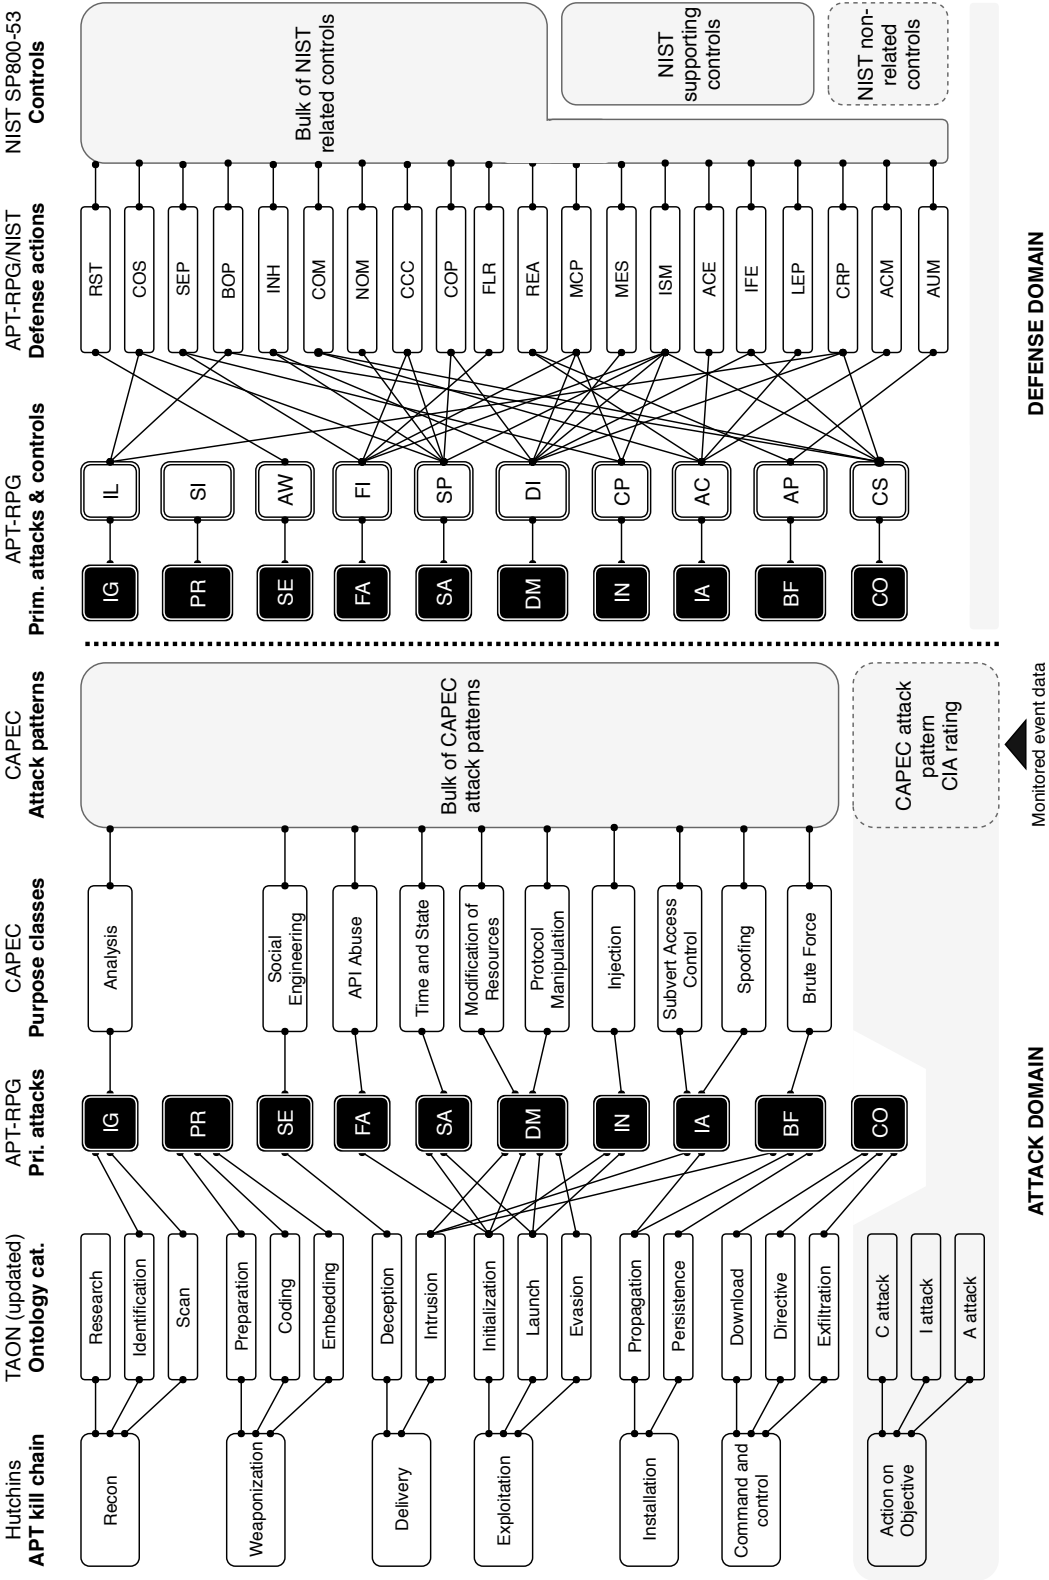 Hutchins
APT kill chain
TAON (updated)
Ontology cat.
APT-RPG
Pri. attacks
CAPEC
Purpose classes
CAPEC
Attack patterns
APT-RPG
Prim. attacks & controls
APT-RPG/NIST
Defense actions
NIST SP800-53
Controls
Recon
Weaponization
Delivery
Exploitation
Installation
Command and
control
Action on
Objective
Research
Identification
Scan
Preparation
Coding
Embedding
Deception
Intrusion
Initialization
Launch
Evasion
Propagation
Persistence
Download
Directive
Exfiltration
C attack
I attack
A attack
IG
PR
SE
FA
SA
DM
IN
IA
BF
CO
Analysis
Social
Engineering
API Abuse
Time and State
Modification of
Resources
Protocol
Manipulation
Injection
Subvert Access
Control
Spoofing
Brute Force
Bulk of CAPEC
attack patterns
CAPEC attack
pattern
CIA rating
Monitored event data
IG
PR
SE
FA
SA
DM
IN
IA
BF
CO
IL
SI
AW
FI
SP
DI
CP
AC
AP
CS
RST
COS
SEP
BOP
INH
COM
NOM
CCC
COP
FLR
REA
MCP
MES
ISM
ACE
IFE
LEP
CRP
ACM
AUM
Bulk of NIST
related controls
NIST
supporting
controls
NIST non-
related
controls
ATTACK DOMAIN
DEFENSE DOMAIN